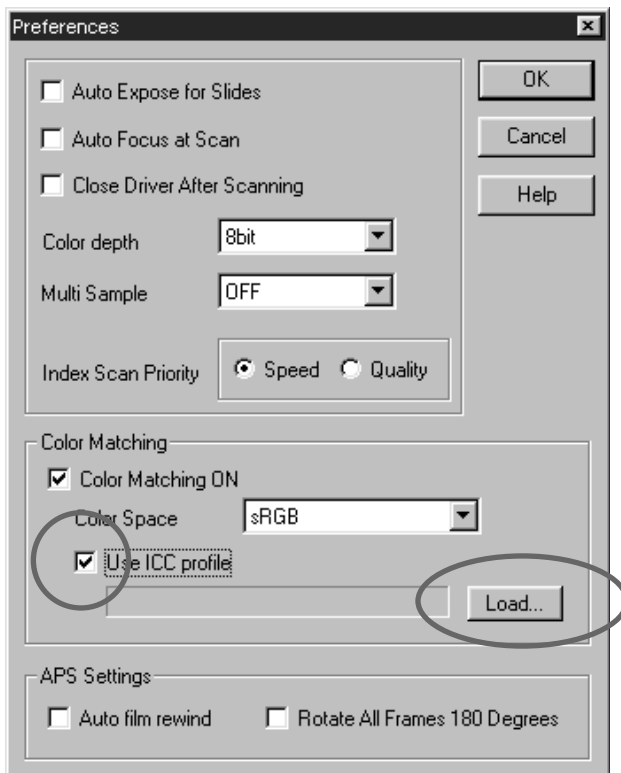 Preferences
OK
Auto Expose for Slides
Auto Focus at Scan
Cancel
Close Driver After Scanning
Help
Color depth 8bit
Multi Sample OFF
Index Scan Priority Speed Quality
Color Matching
Color Matching ON
Color Space sRGB
Use ICC profile
Load...
APS Settings
Auto film rewind Rotate All Frames 180 Degrees